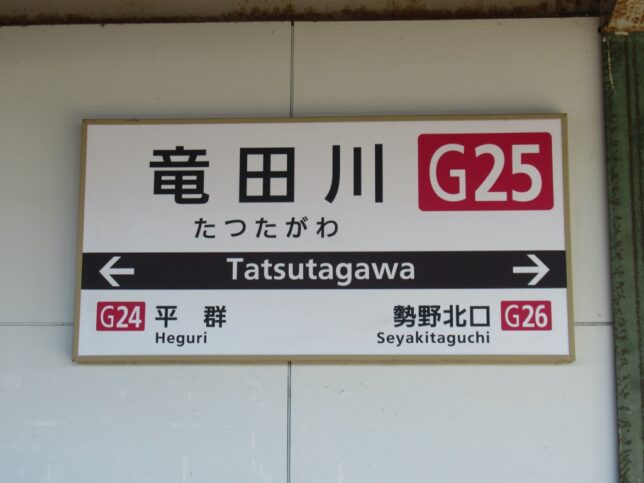 竜田川 G25
たつたがわ
← Tatsutagawa →
G24 平群 勢野北口 G26
Heguri Seyakitaguchi